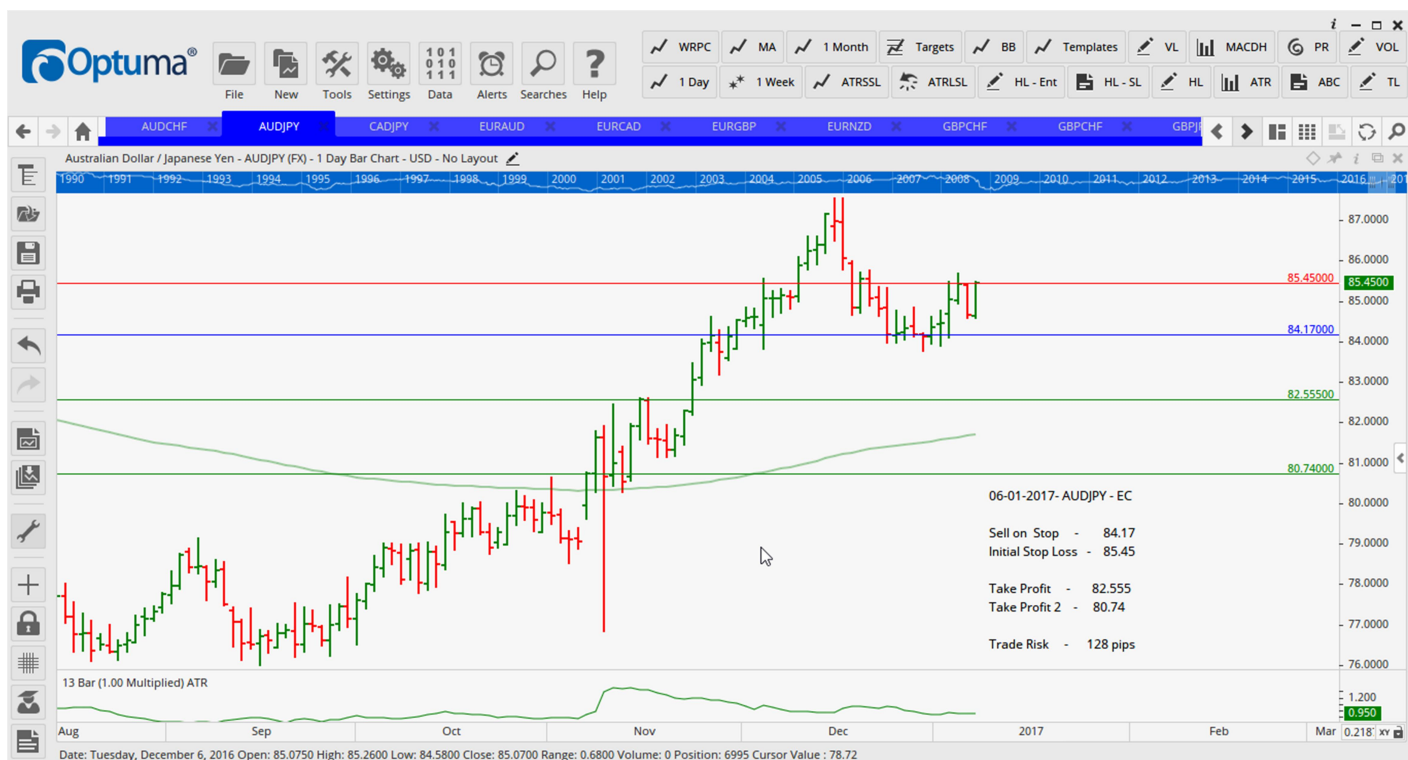 Optuma®
File New Tools Settings Data Alerts Searches Help
101
010
111
WRPC MA 1 Month Targets BB Templates VL MACDH PR VOL
1 Day 1 Week ATRSSL ATRLSL HL - Ent HL - SL HL ATR ABC TL
AUDCHF AUDJPY CADJPY EURAUD EURCAD EURGBP EURNZD GBPCHF GBPCHF GBPJP
Australian Dollar / Japanese Yen - AUDJPY (FX) - 1 Day Bar Chart - USD - No Layout
1990 1991 1992 1993 1994 1995 1996 1997 1998 1999 2000 2001 2002 2003 2004 2005 2006 2007 2008 2009 2010 2011 2012 2013 2014 2015 2016 201
87.0000
86.0000
85.45000 85.4500
85.0000
84.17000
84.0000
83.0000
82.55500
82.0000
81.0000
80.74000
80.0000
79.0000
78.0000
77.0000
76.0000
06-01-2017- AUDJPY - EC
Sell on Stop - 84.17
Initial Stop Loss - 85.45
Take Profit - 82.555
Take Profit 2 - 80.74
Trade Risk - 128 pips
13 Bar (1.00 Multiplied) ATR
1.200
0.950
Aug Sep Oct Nov Dec 2017 Feb Mar 0.218 XY
Date: Tuesday, December 6, 2016 Open: 85.0750 High: 85.2600 Low: 84.5800 Close: 85.0700 Range: 0.6800 Volume: 0 Position: 6995 Cursor Value : 78.72